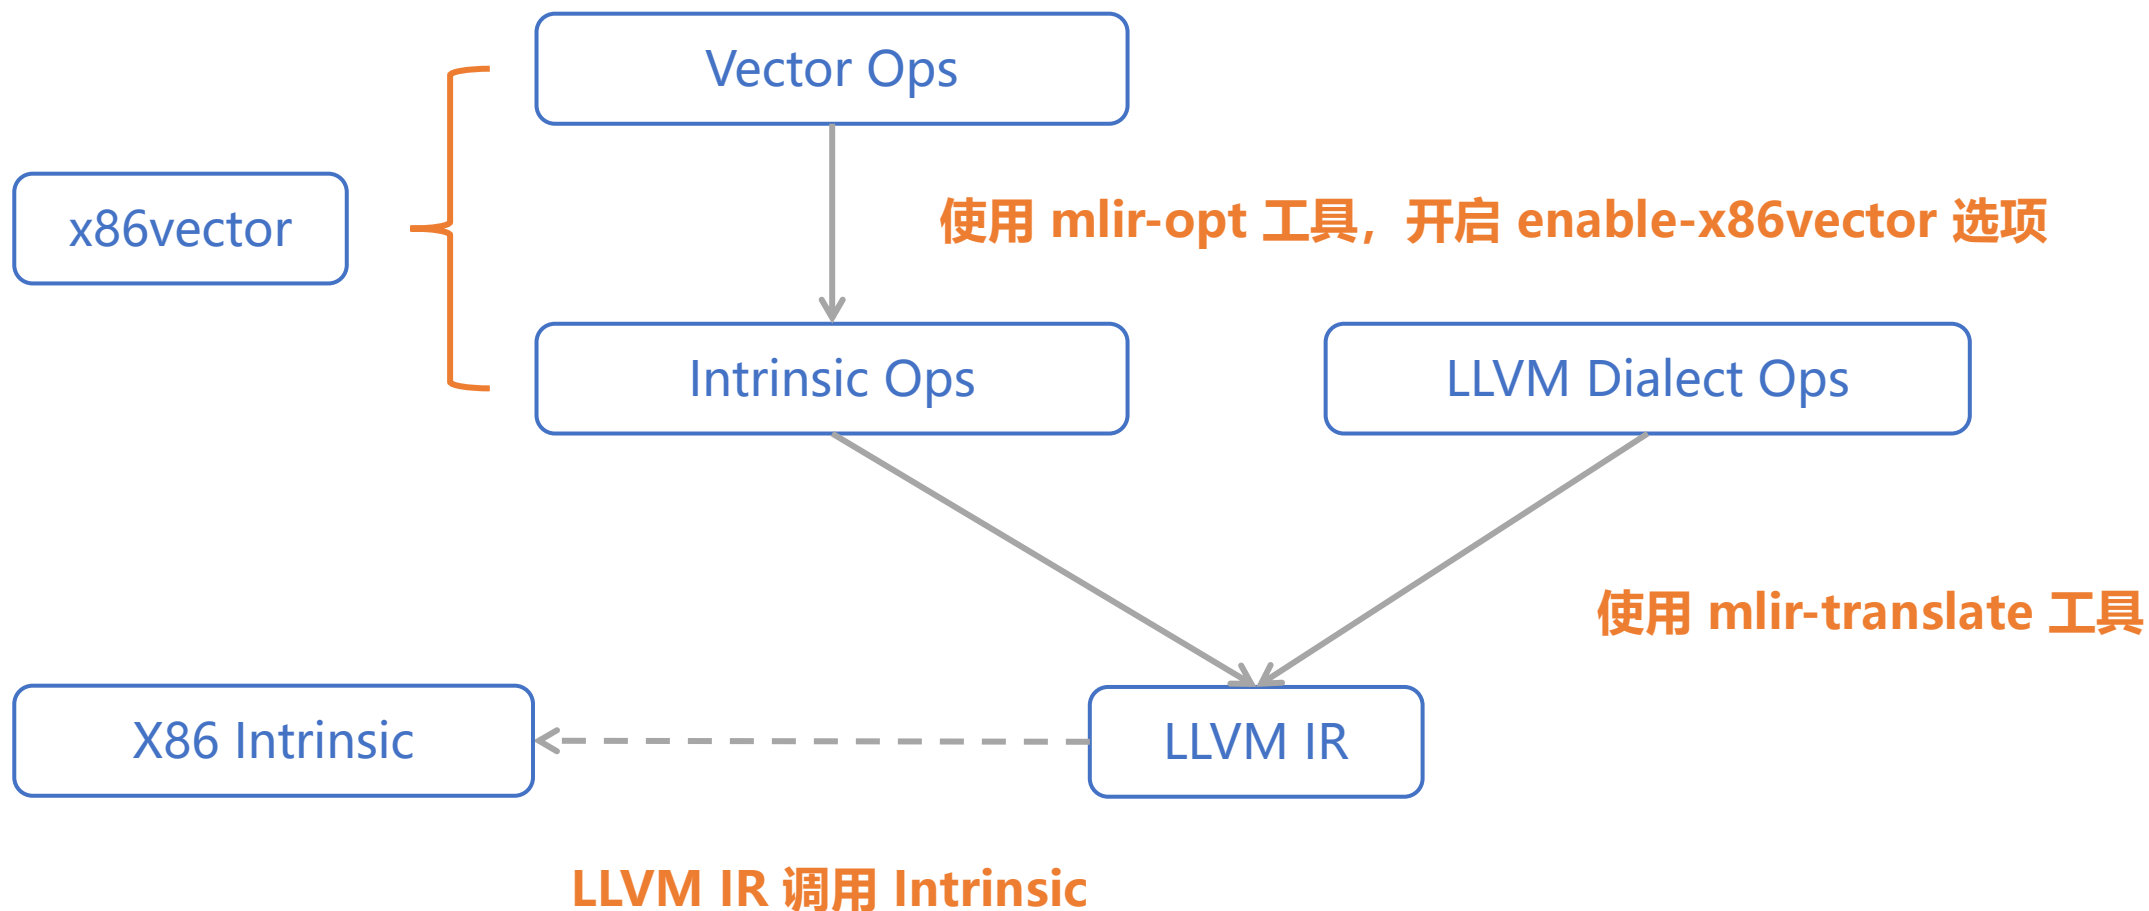 Vector Ops
x86vector
使用 mlir-opt 工具，开启 enable-x86vector 选项
Intrinsic Ops
LLVM Dialect Ops
使用 mlir-translate 工具
X86 Intrinsic
LLVM IR
LLVM IR 调用 Intrinsic